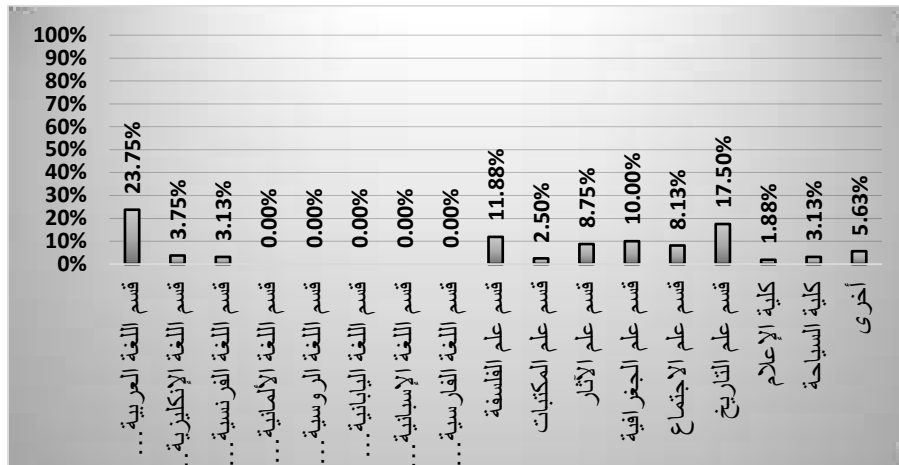 100%
90%
80%
70%
60%
50%
40%
30%
20%
10%
0%
23.75%
3.75%
3.13%
0.00%
0.00%
0.00%
0.00%
0.00%
11.88%
2.50%
8.75%
10.00%
8.13%
17.50%
1.88%
3.13%
5.63%
قسم اللغة العربية...
قسم اللغة الإنكليزية...
قسم اللغة الفرنسية...
قسم اللغة الألمانية...
قسم اللغة الروسية...
قسم اللغة اليابانية...
قسم اللغة الإسبانية...
قسم اللغة الفارسية...
قسم علم الفلسفة
قسم علم المكتبات
قسم علم الآثار
قسم علم الجغرافية
قسم علم الاجتماع
قسم علم التاريخ
كلية الإعلام
كلية السياحة
أخرى